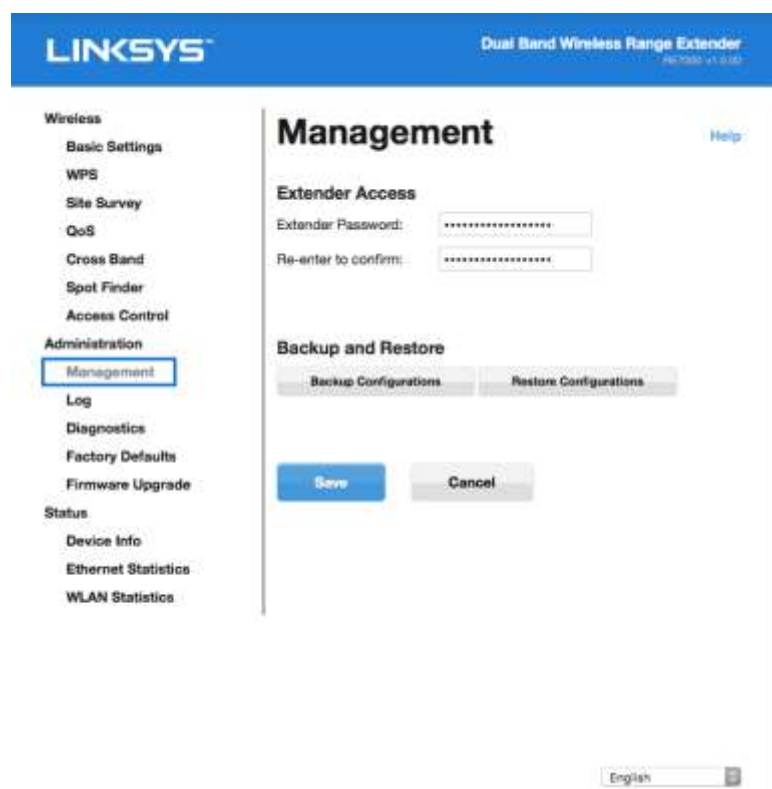 LINKSYS
Dual Band Wireless Range Extender
Wireless
Basic Settings
WPS
Site Survey
QoS
Cross Band
Spot Finder
Access Control
Administration
Management
Log
Diagnostics
Factory Defaults
Firmware Upgrade
Status
Device Info
Ethernet Statistics
WLAN Statistics
Management
Help
Extender Access
Extender Password:
Re-enter to confirm:
Backup and Restore
Backup Configurations Restore Configurations
Save Cancel
English